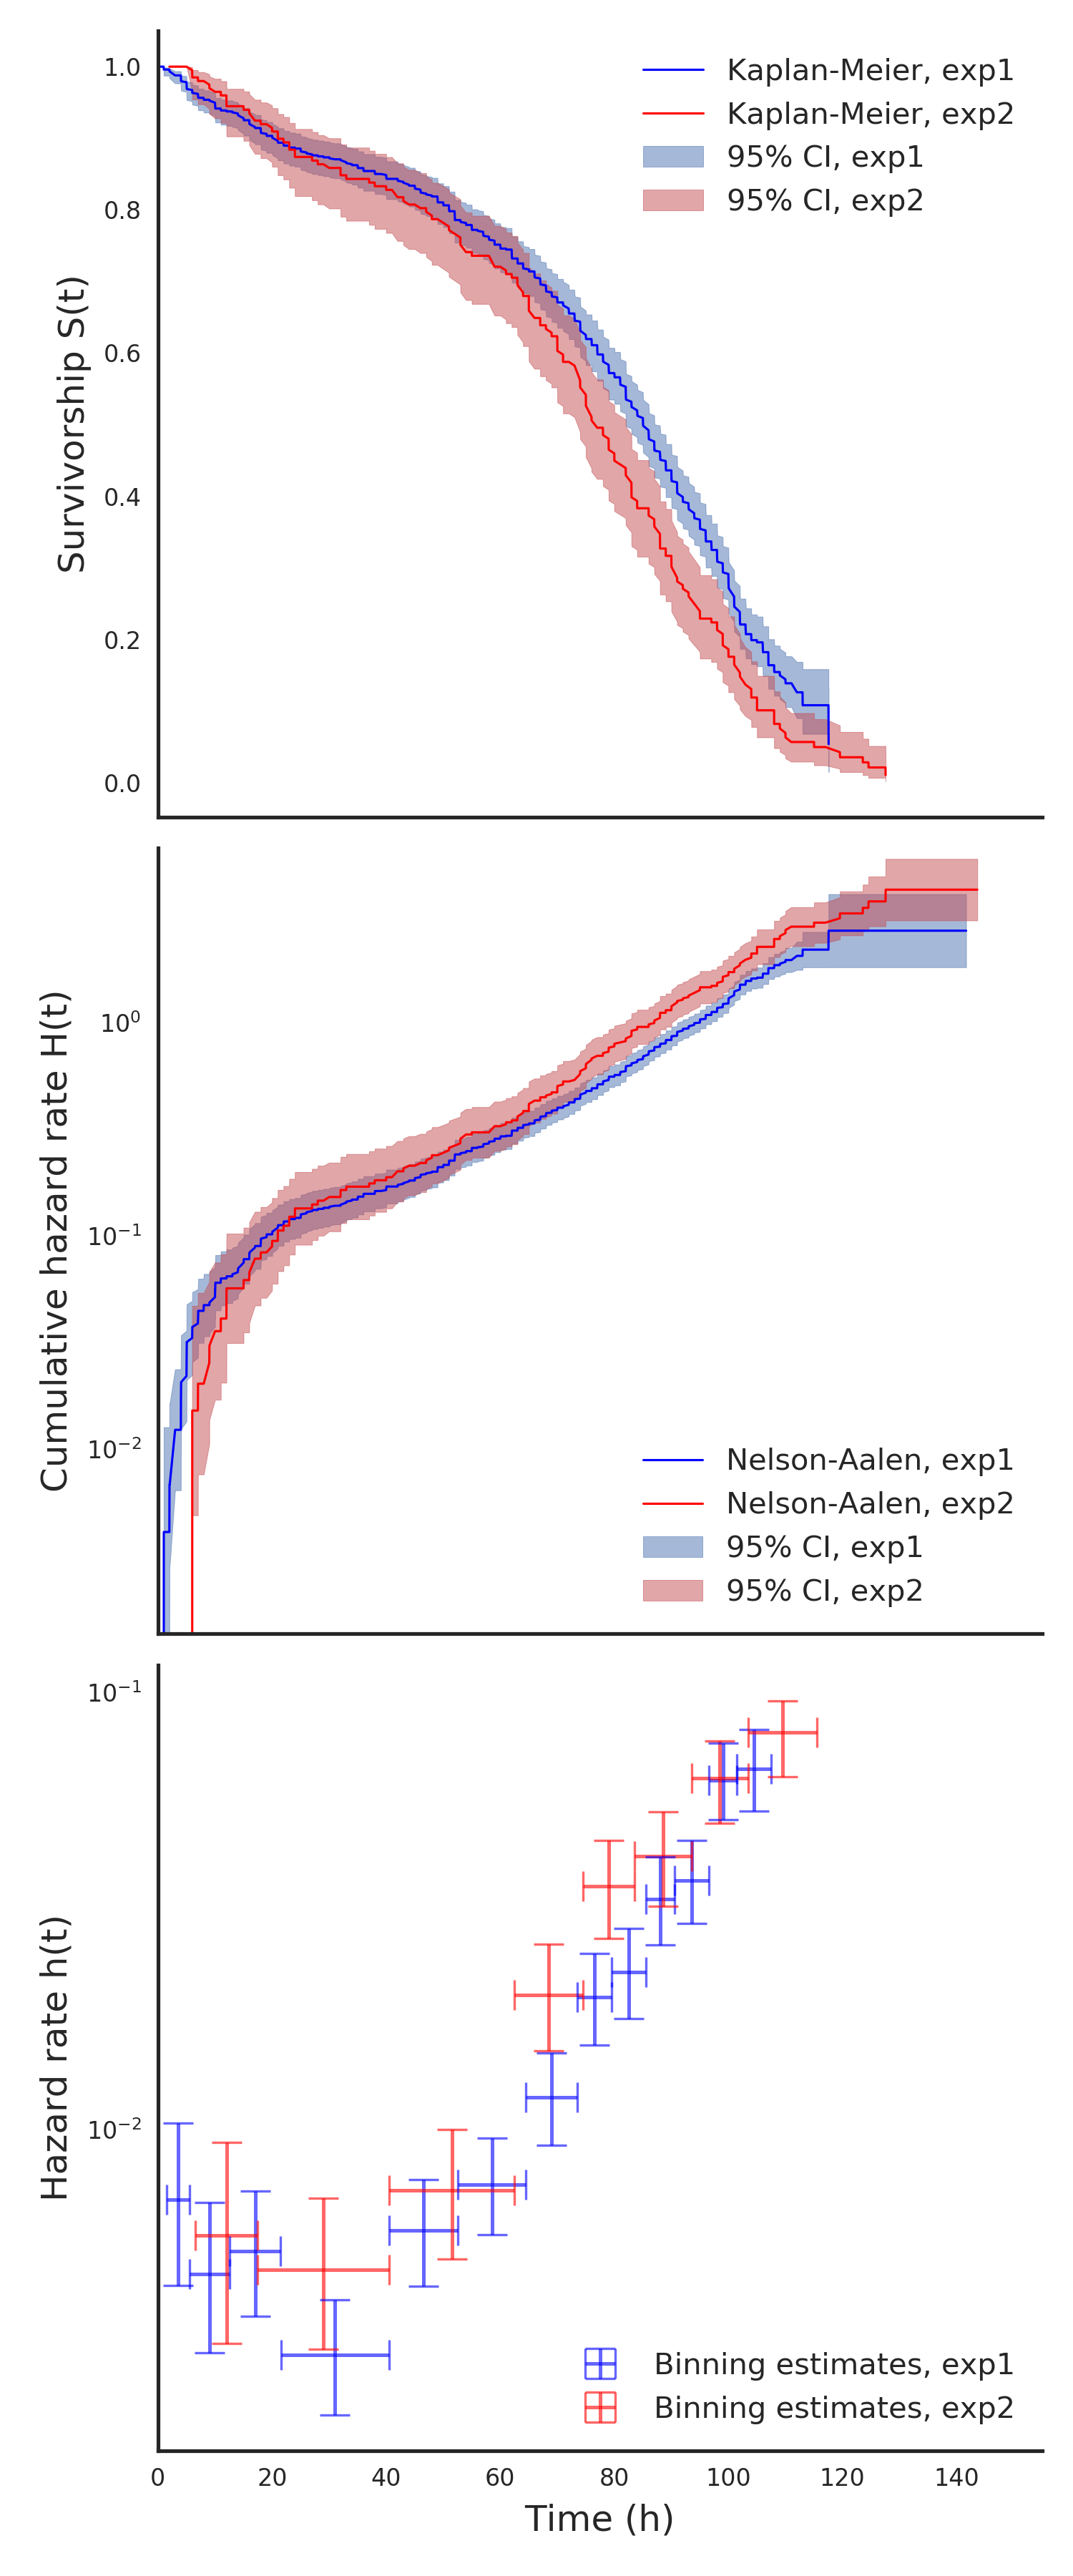 Survivorship S(t)
1.0
0.8
0.6
0.4
0.2
0.0
Kaplan-Meier, exp1
Kaplan-Meier, exp2
95% CI, exp1
95% CI, exp2
Cumulative hazard rate H(t)
10⁰
10⁻¹
10⁻²
Nelson-Aalen, exp1
Nelson-Aalen, exp2
95% CI, exp1
95% CI, exp2
Hazard rate h(t)
10⁻¹
10⁻²
Binning estimates, exp1
Binning estimates, exp2
0 20 40 60 80 100 120 140
Time (h)